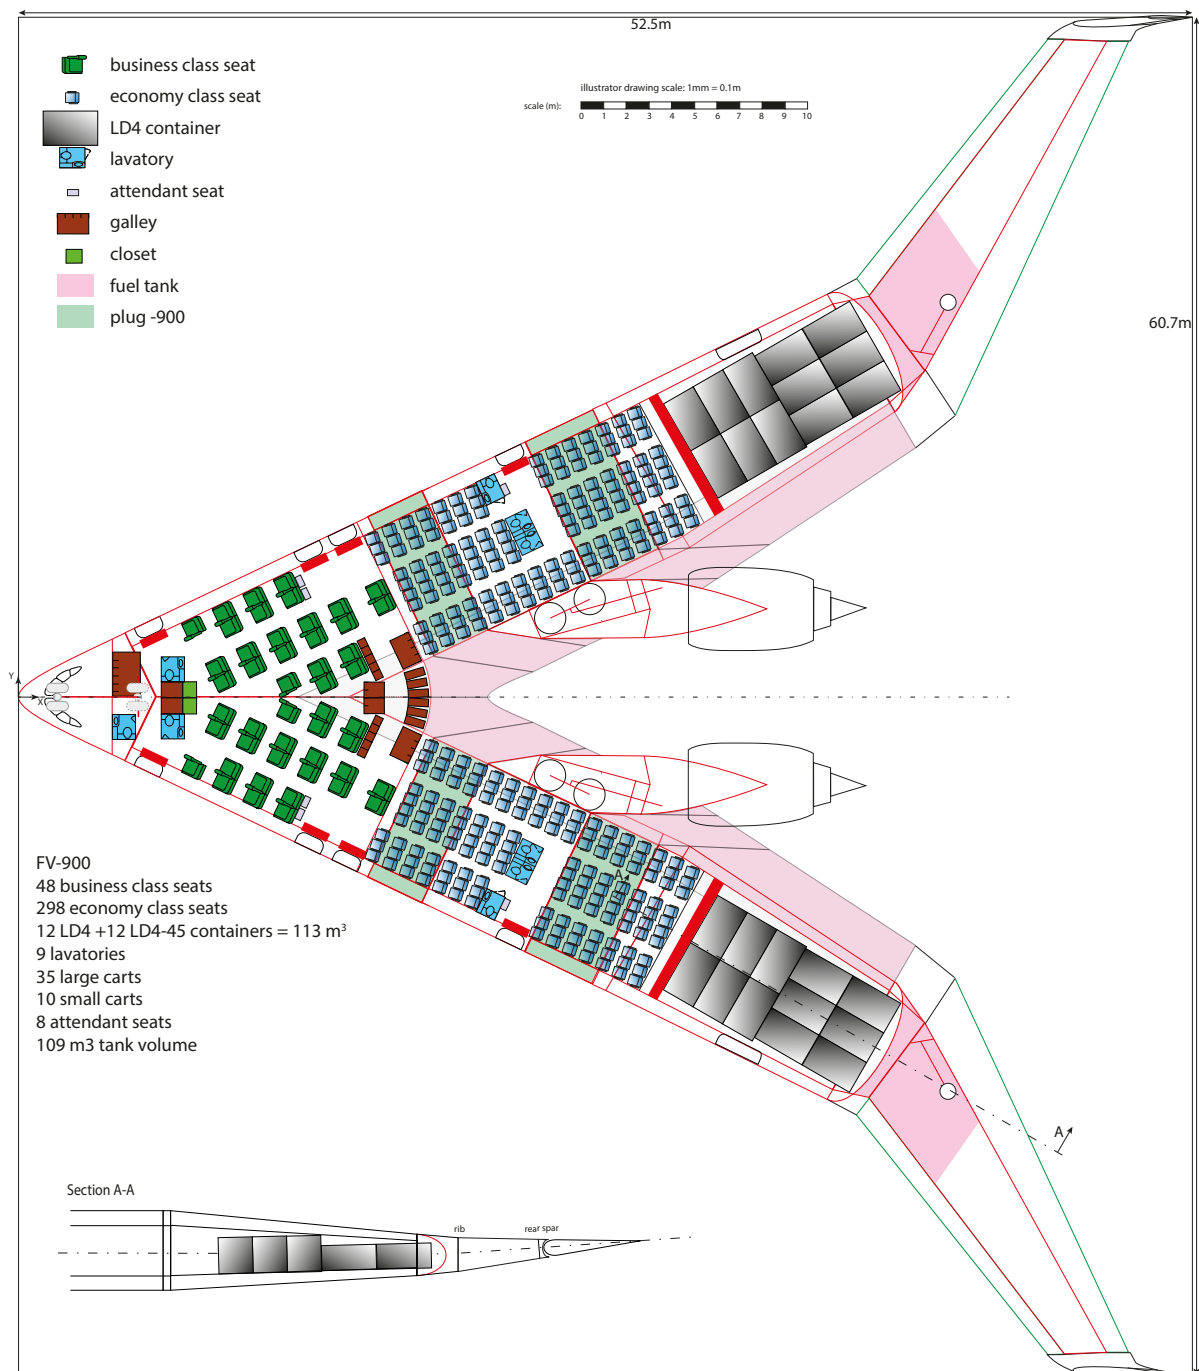 52.5m
business class seat
economy class seat
LD4 container
lavatory
attendant seat
galley
closet
fuel tank
plug -900
illustrator drawing scale: 1mm = 0.1m
scale (m):
0 1 2 3 4 5 6 7 8 9 10
60.7m
Y
X
A
FV-900
48 business class seats
298 economy class seats
12 LD4 +12 LD4-45 containers = 113 m³
9 lavatories
35 large carts
10 small carts
8 attendant seats
109 m3 tank volume
A
Section A-A
rib
rear spar